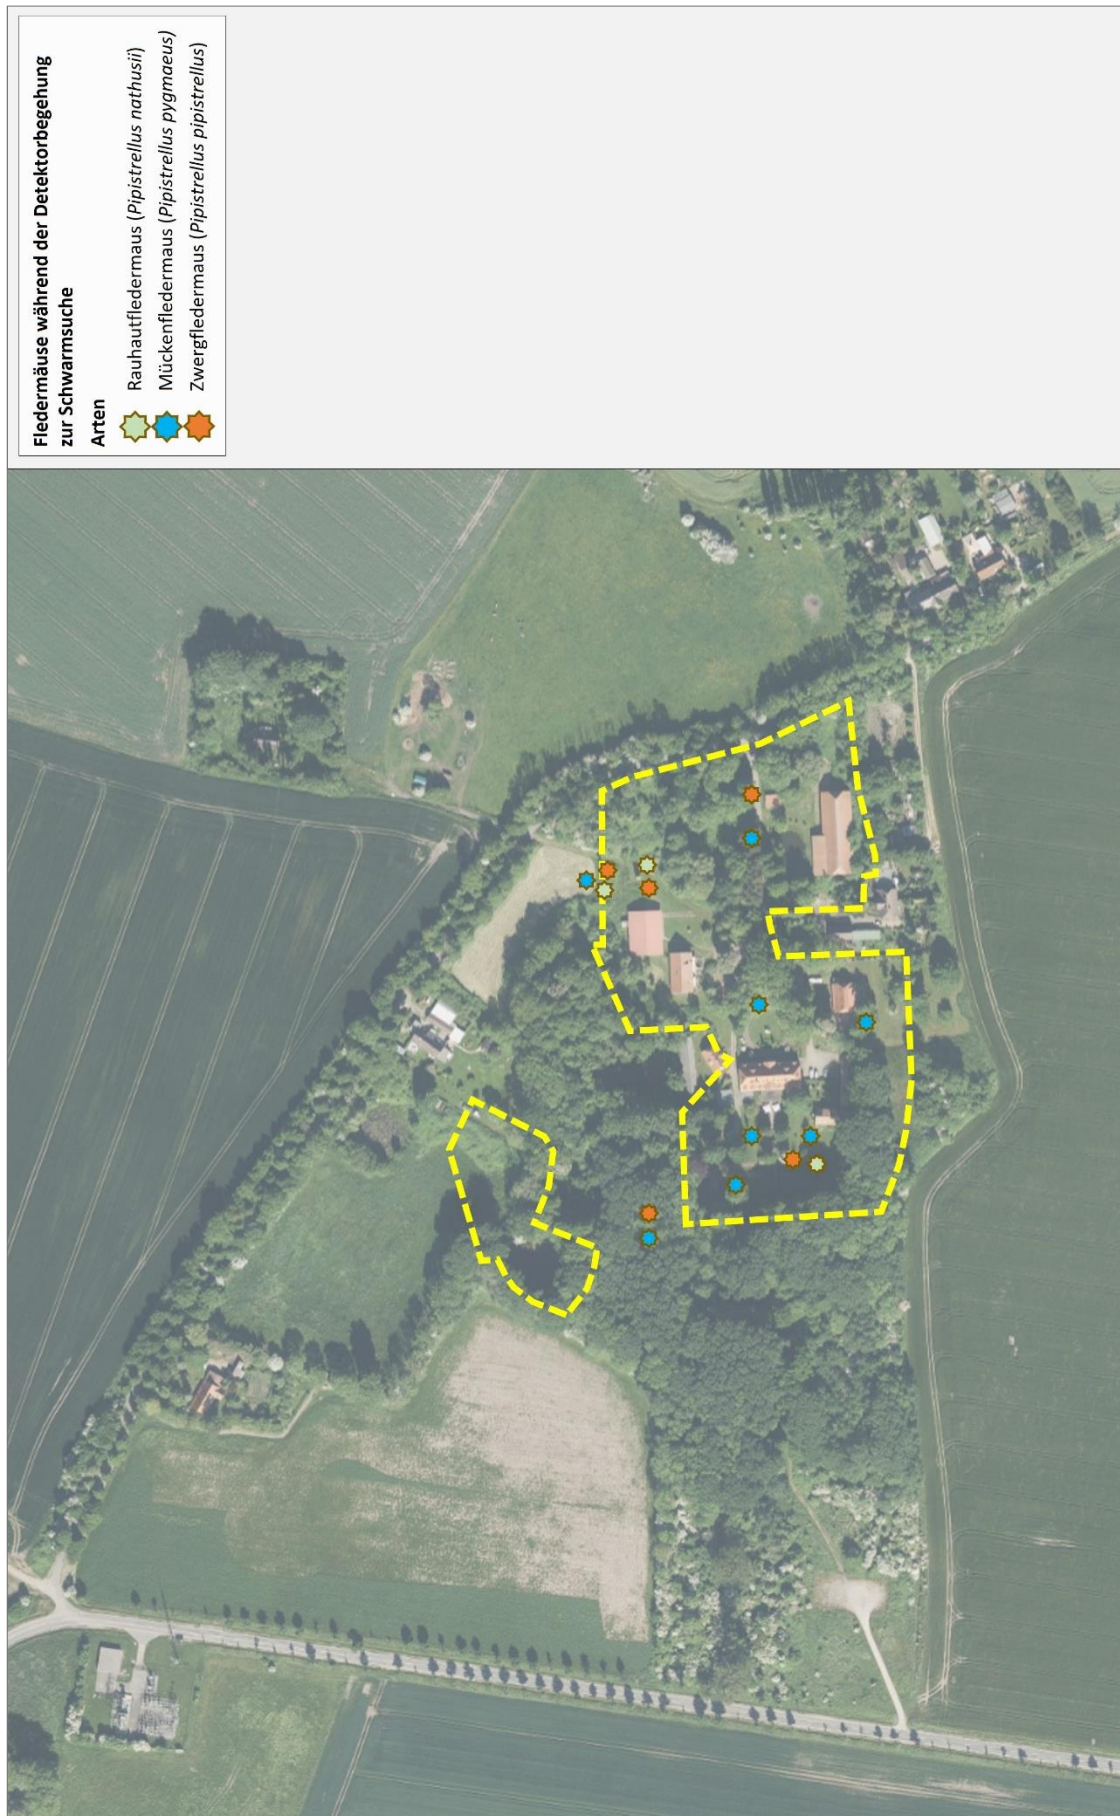 Fledermäuse während der Detektorbegehung
zur Schwarmsuche
Arten
Rauhautfledermaus (Pipistrellus nathusii)
Mückenfledermaus (Pipistrellus pygmaeus)
Zwergfledermaus (Pipistrellus pipistrellus)